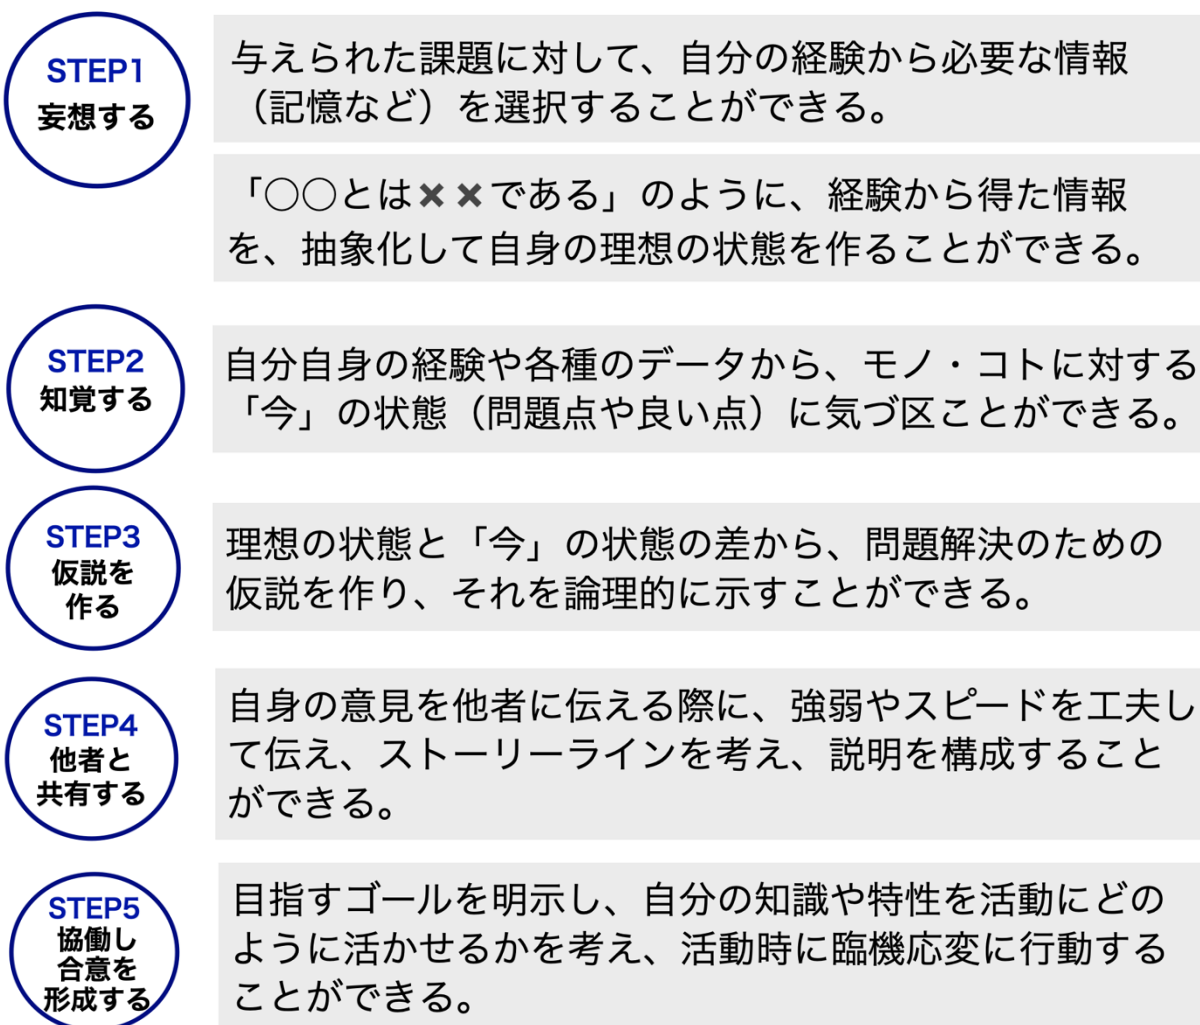 STEP1
妄想する
与えられた課題に対して、自分の経験から必要な情報
（記憶など）を選択することができる。
「○○とは××である」のように、経験から得た情報
を、抽象化して自身の理想の状態を作ることができる。
STEP2
知覚する
自分自身の経験や各種のデータから、モノ・コトに対する
「今」の状態（問題点や良い点）に気づ区ことができる。
STEP3
仮説を
作る
理想の状態と「今」の状態の差から、問題解決のための
仮説を作り、それを論理的に示すことができる。
STEP4
他者と
共有する
自身の意見を他者に伝える際に、強弱やスピードを工夫し
て伝え、ストーリーラインを考え、説明を構成すること
ができる。
STEP5
協働し
合意を
形成する
目指すゴールを明示し、自分の知識や特性を活動にどの
ように活かせるかを考え、活動時に臨機応変に行動する
ことができる。